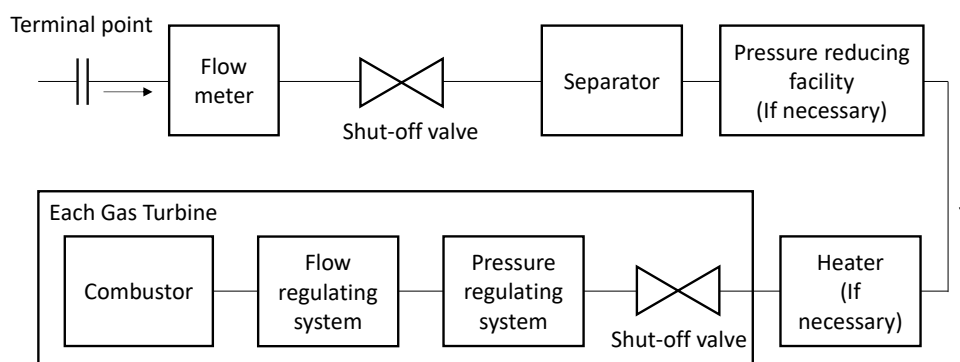 Terminal point
Flow
meter
Shut-off valve
Separator
Pressure reducing
facility
(If necessary)
Each Gas Turbine
Combustor
Flow
regulating
system
Pressure
regulating
system
Shut-off valve
Heater
(If
necessary)